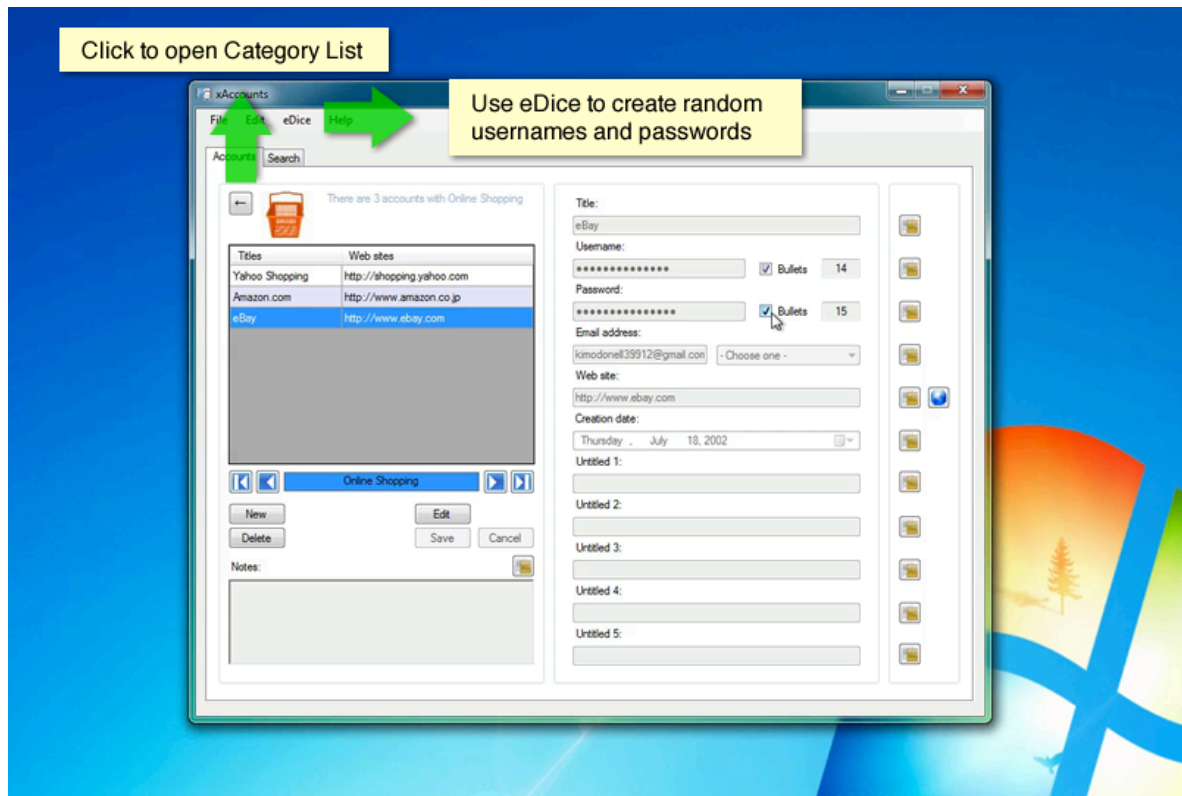 Click to open Category List
xAccounts
Use eDice to create random
usernames and passwords
File Edit eDice Help
Accounts Search
There are 3 accounts with Online Shopping
Titles Web sites
Yahoo Shopping http://shopping.yahoo.com
Amazon.com http://www.amazon.co.jp
eBay http://www.ebay.com
Online Shopping
New Edit
Delete Save Cancel
Notes:
Title:
eBay
Username:
•••••••••••••• Bullets 14
Password:
••••••••••••••• Bullets 15
Email address:
kimodonell39912@gmail.com - Choose one -
Web site:
http://www.ebay.com
Creation date:
Thursday , July 18, 2002
Untitled 1:
Untitled 2:
Untitled 3:
Untitled 4:
Untitled 5: